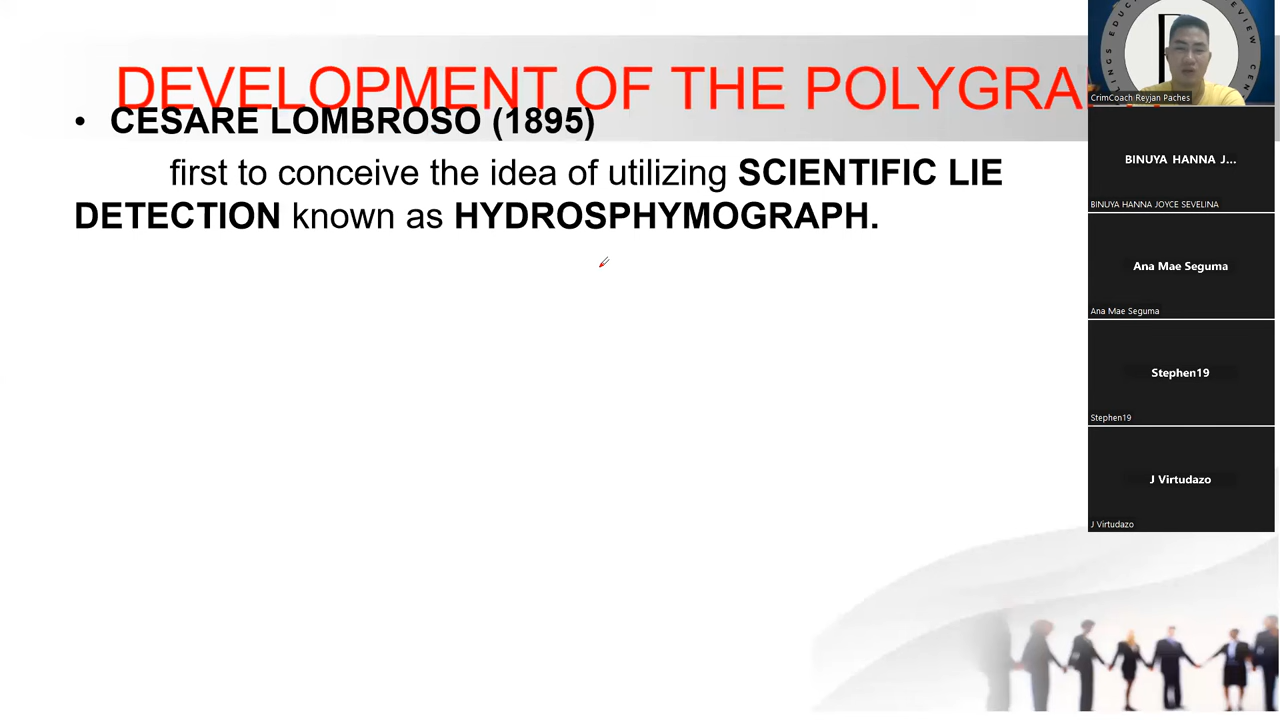 DEVELOPMENT OF THE POLYGRA
• CESARE LOMBROSO (1895)
first to conceive the idea of utilizing SCIENTIFIC LIE
DETECTION known as HYDROSPHYMOGRAPH.
CrimCoach Reyjan Paches
BINUYA HANNA J...
BINUYA HANNA JOYCE SEVELINA
Ana Mae Seguma
Ana Mae Seguma
Stephen19
Stephen19
J Virtudazo
J Virtudazo